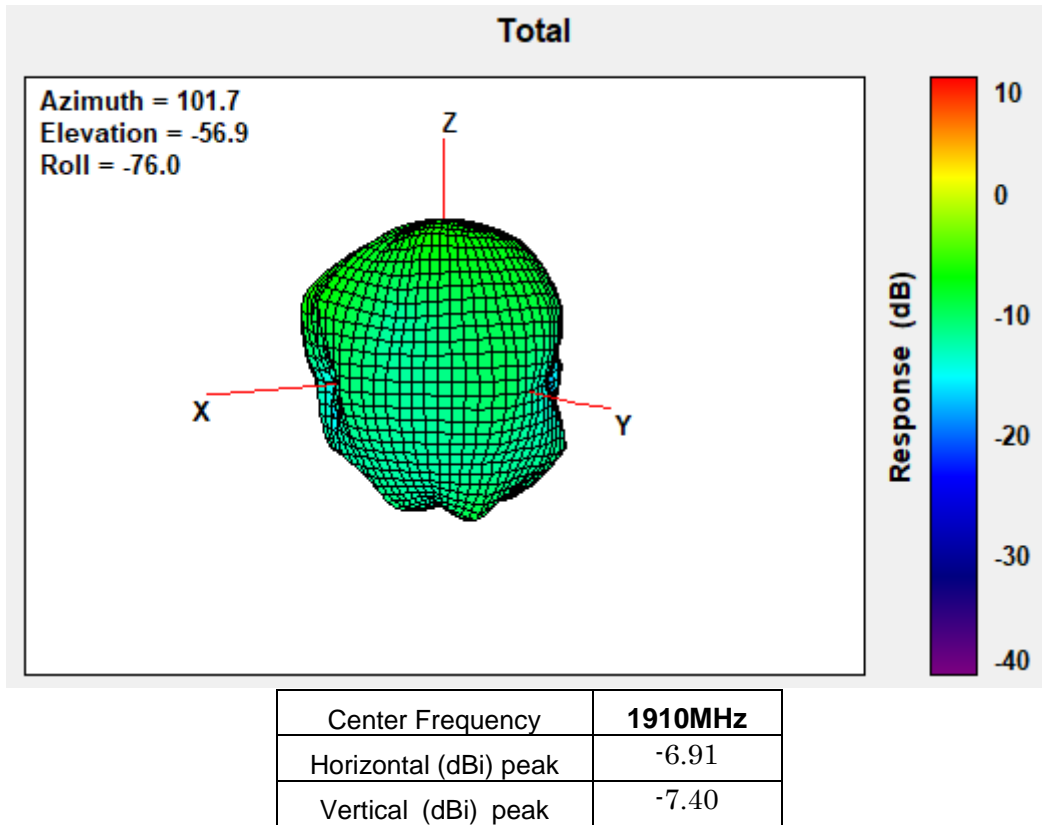 Total
Azimuth = 101.7
Elevation = -56.9
Roll = -76.0
Z
X
Y
10
0
-10
-20
-30
-40
Response (dB)
Center Frequency 1910MHz
Horizontal (dBi) peak -6.91
Vertical (dBi) peak -7.40